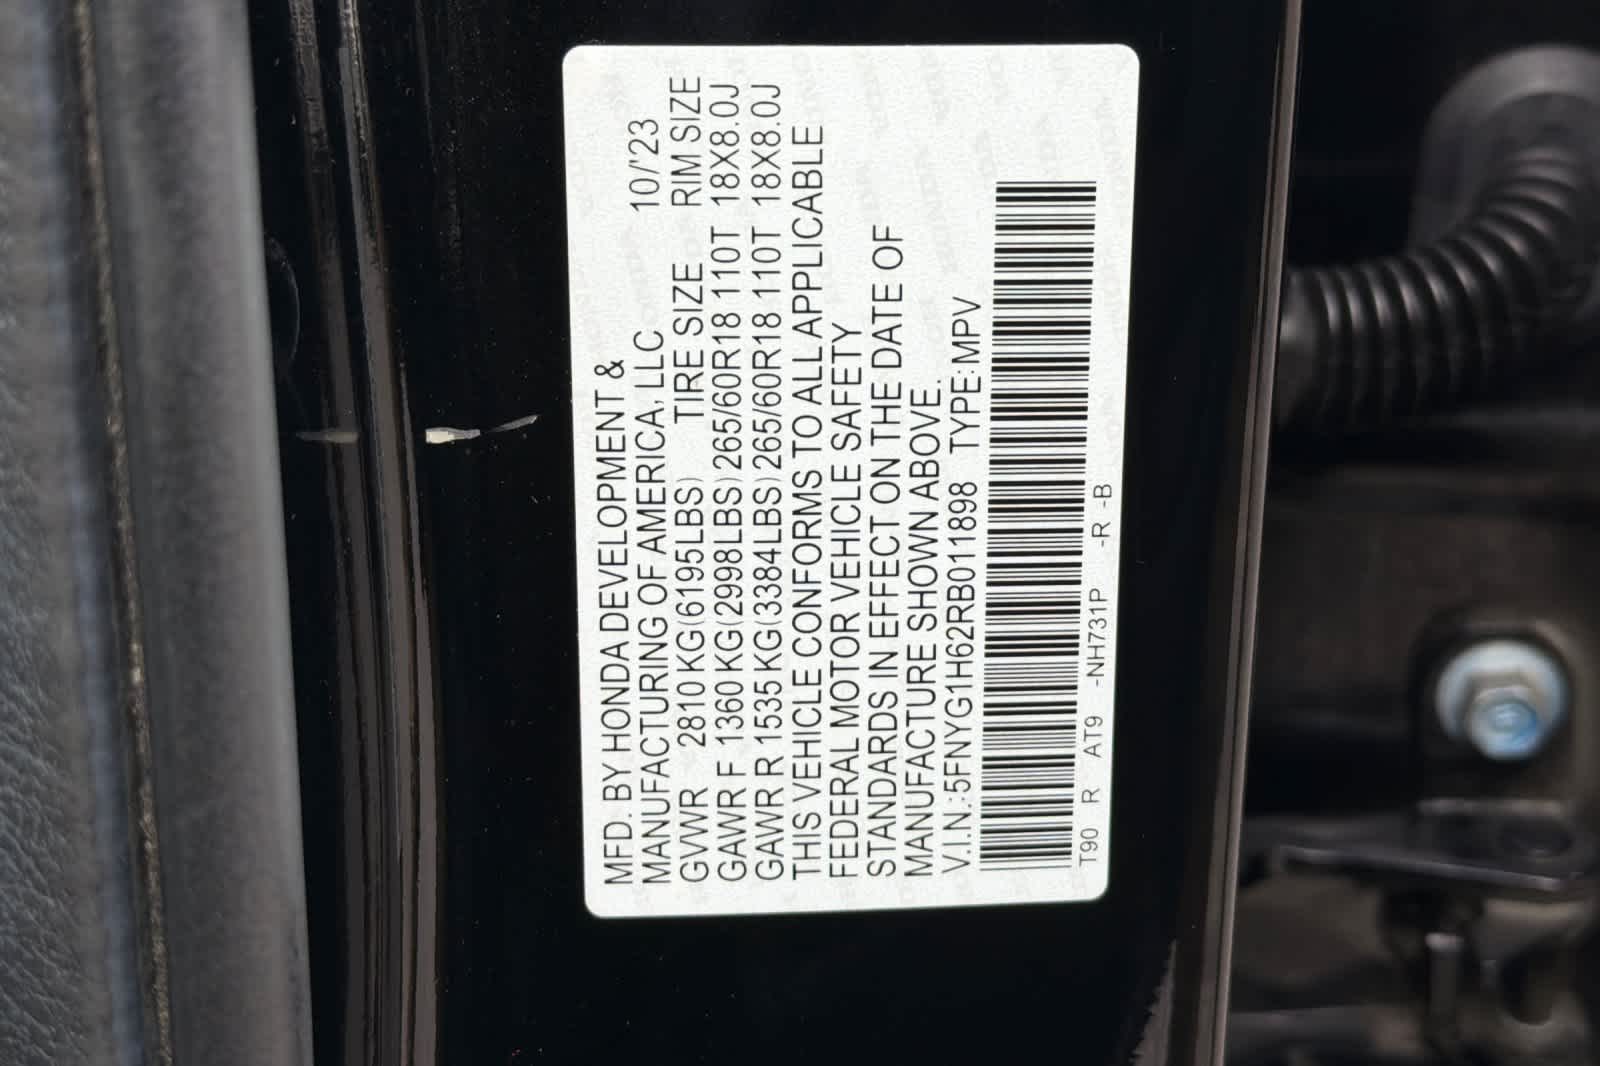 MFD. BY HONDA DEVELOPMENT &
MANUFACTURING OF AMERICA, LLC 10/'23
GVWR 2810 KG(6195LBS) TIRE SIZE RIM SIZE
GAWR F 1360 KG(2998LBS)265/60R18 110T 18X8.0J
GAWR R 1535 KG(3384LBS)265/60R18 110T 18X8.0J
THIS VEHICLE CONFORMS TO ALL APPLICABLE
FEDERAL MOTOR VEHICLE SAFETY
STANDARDS IN EFFECT ON THE DATE OF
MANUFACTURE SHOWN ABOVE.
V.I.N.:5FNYG1H62RB011898 TYPE:MPV
T90 R AT9 -NH731P -R -B